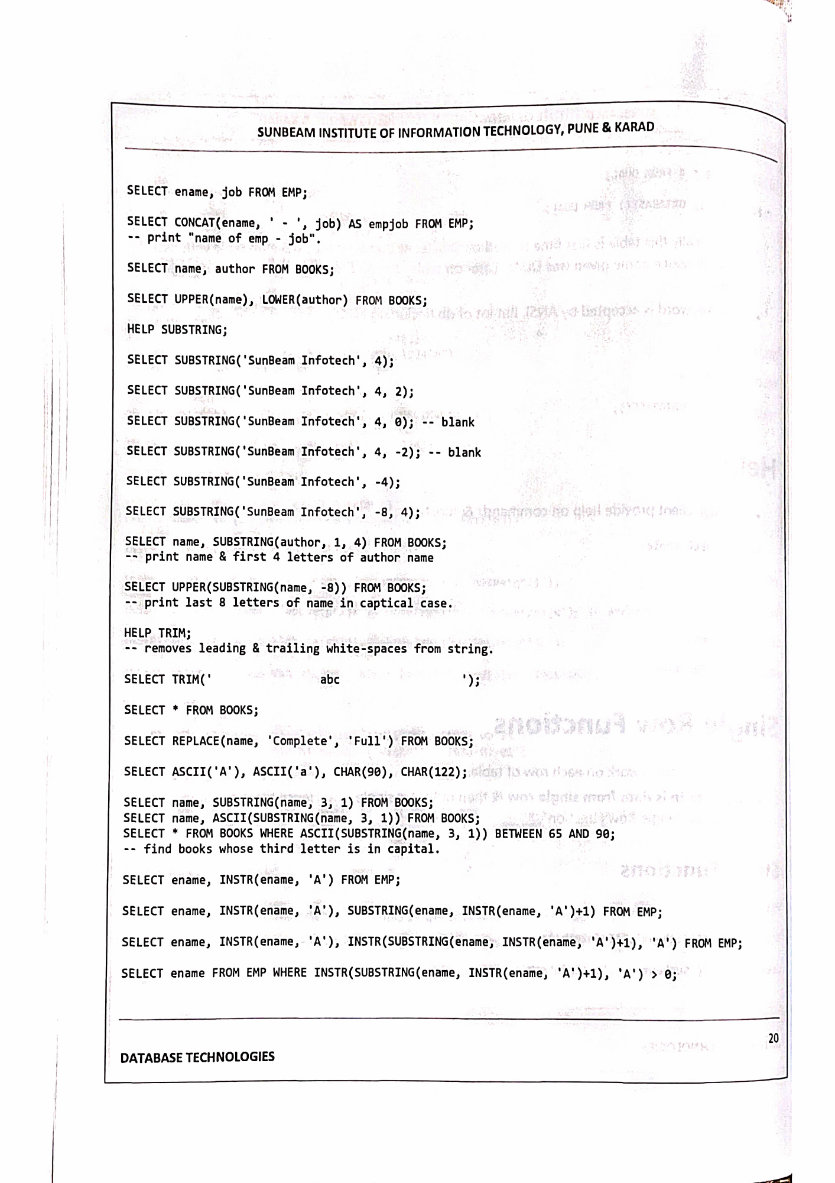 SUNBEAM INSTITUTE OF INFORMATION TECHNOLOGY, PUNE & KARAD
SELECT ename, job FROM EMP;
SELECT CONCAT(ename, ' - ', job) AS empjob FROM EMP;
-- print "name of emp - job".
SELECT name, author FROM BOOKS;
SELECT UPPER(name), LOWER(author) FROM BOOKS;
HELP SUBSTRING;
SELECT SUBSTRING('SunBeam Infotech', 4);
SELECT SUBSTRING('SunBeam Infotech', 4, 2);
SELECT SUBSTRING('SunBeam Infotech', 4, 0); -- blank
SELECT SUBSTRING('SunBeam Infotech', 4, -2); -- blank
SELECT SUBSTRING('SunBeam Infotech', -4);
SELECT SUBSTRING('SunBeam Infotech', -8, 4);
SELECT name, SUBSTRING(author, 1, 4) FROM BOOKS;
-- print name & first 4 letters of author name
SELECT UPPER(SUBSTRING(name, -8)) FROM BOOKS;
-- print last 8 letters of name in captical case.
HELP TRIM;
-- removes leading & trailing white-spaces from string.
SELECT TRIM('              abc                ');
SELECT * FROM BOOKS;
SELECT REPLACE(name, 'Complete', 'Full') FROM BOOKS;
SELECT ASCII('A'), ASCII('a'), CHAR(90), CHAR(122);
SELECT name, SUBSTRING(name, 3, 1) FROM BOOKS;
SELECT name, ASCII(SUBSTRING(name, 3, 1)) FROM BOOKS;
SELECT * FROM BOOKS WHERE ASCII(SUBSTRING(name, 3, 1)) BETWEEN 65 AND 90;
-- find books whose third letter is in capital.
SELECT ename, INSTR(ename, 'A') FROM EMP;
SELECT ename, INSTR(ename, 'A'), SUBSTRING(ename, INSTR(ename, 'A')+1) FROM EMP;
SELECT ename, INSTR(ename, 'A'), INSTR(SUBSTRING(ename, INSTR(ename, 'A')+1), 'A') FROM EMP;
SELECT ename FROM EMP WHERE INSTR(SUBSTRING(ename, INSTR(ename, 'A')+1), 'A') > 0;
20
DATABASE TECHNOLOGIES